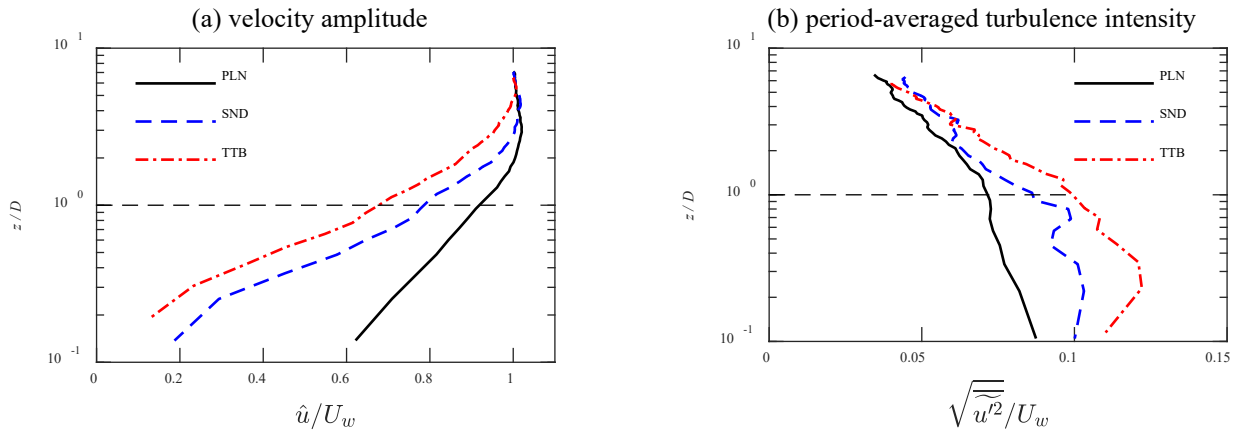 (a) velocity amplitude
10^1
PLN
SND
TTB
10^0
z/D
10^-1
0 0.2 0.4 0.6 0.8 1
û/U_w
(b) period-averaged turbulence intensity
10^1
PLN
SND
TTB
10^0
z/D
10^-1
0 0.05 0.1 0.15
√(\overline{\widetilde{u'^2}})/U_w